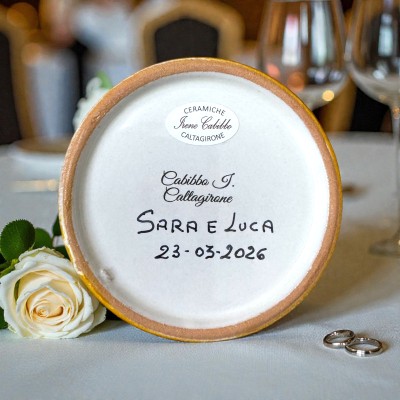 CERAMICHE
Irene Cabibbo
CALTAGIRONE
Cabibbo I.
Caltagirone
SARA E LUCA
23-03-2026